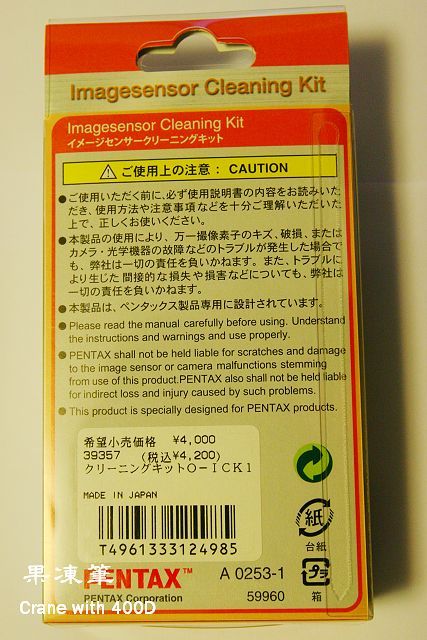 Imagesensor Cleaning Kit
Imagesensor Cleaning Kit
イメージセンサークリーニングキット
ご使用上の注意：CAUTION
●ご使用いただく前に、必ず使用説明書の内容をお読みいた
だき、使用方法や注意事項などを十分ご理解いただいた
上で、正しくお使いください。
●本製品の使用により、万一撮像素子のキズ、破損、または
カメラ・光学機器の故障などのトラブルが発生した場合で
も、弊社は一切の責任を負いかねます。また、トラブルに
より生じた間接的な損失や損害などについても、弊社は
一切の責任を負いかねます。
●本製品は、ペンタックス製品専用に設計されています。
●Please read the manual carefully before using. Understand
the instructions and warnings and use properly.
●PENTAX shall not be held liable for scratches and damage
to the image sensor or camera malfunctions stemming
from use of this product.PENTAX also shall not be held liable
for indirect loss and injury caused by such problems.
●This product is specially designed for PENTAX products.
希望小売価格 ¥4,000
39357 (税込¥4,200)
クリーニングキットO-ICK1
MADE IN JAPAN
T4961333124985
紙
台紙
プラ
箱
PENTAX™
PENTAX Corporation
A 0253-1
59960
果凍筆
Crane with 400D